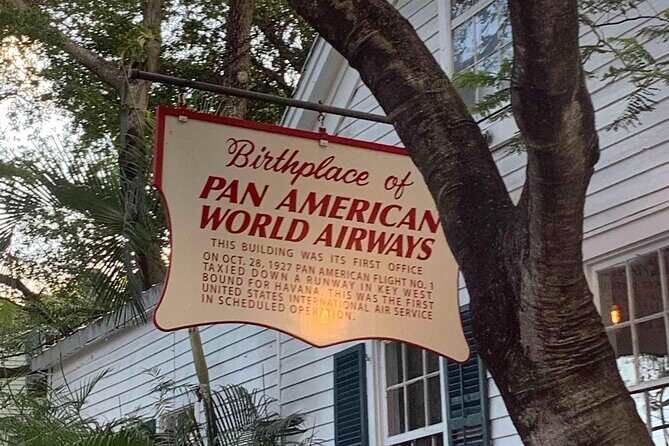 Birthplace of
PAN AMERICAN
WORLD AIRWAYS
THIS BUILDING WAS ITS FIRST OFFICE
ON OCT. 28, 1927 PAN AMERICAN FLIGHT NO. 1
TAXIED DOWN A RUNWAY IN KEY WEST
BOUND FOR HAVANA. THIS WAS THE FIRST
UNITED STATES INTERNATIONAL AIR SERVICE
IN SCHEDULED OPERATION.